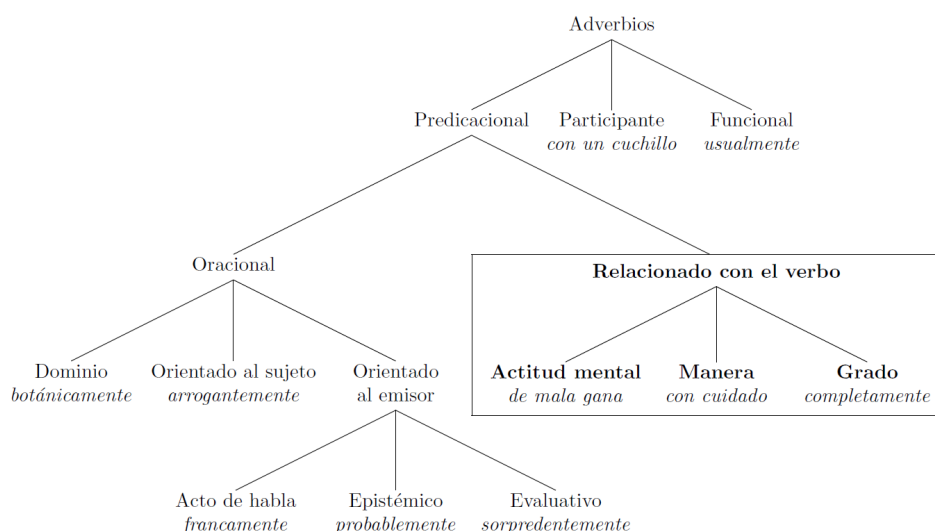 Adverbios
Predicacional
Participante
con un cuchillo
Funcional
usualmente
Oracional
Relacionado con el verbo
Dominio
botánicamente
Orientado al sujeto
arrogantemente
Orientado
al emisor
Actitud mental
de mala gana
Manera
con cuidado
Grado
completamente
Acto de habla
francamente
Epistémico
probablemente
Evaluativo
sorpredentemente